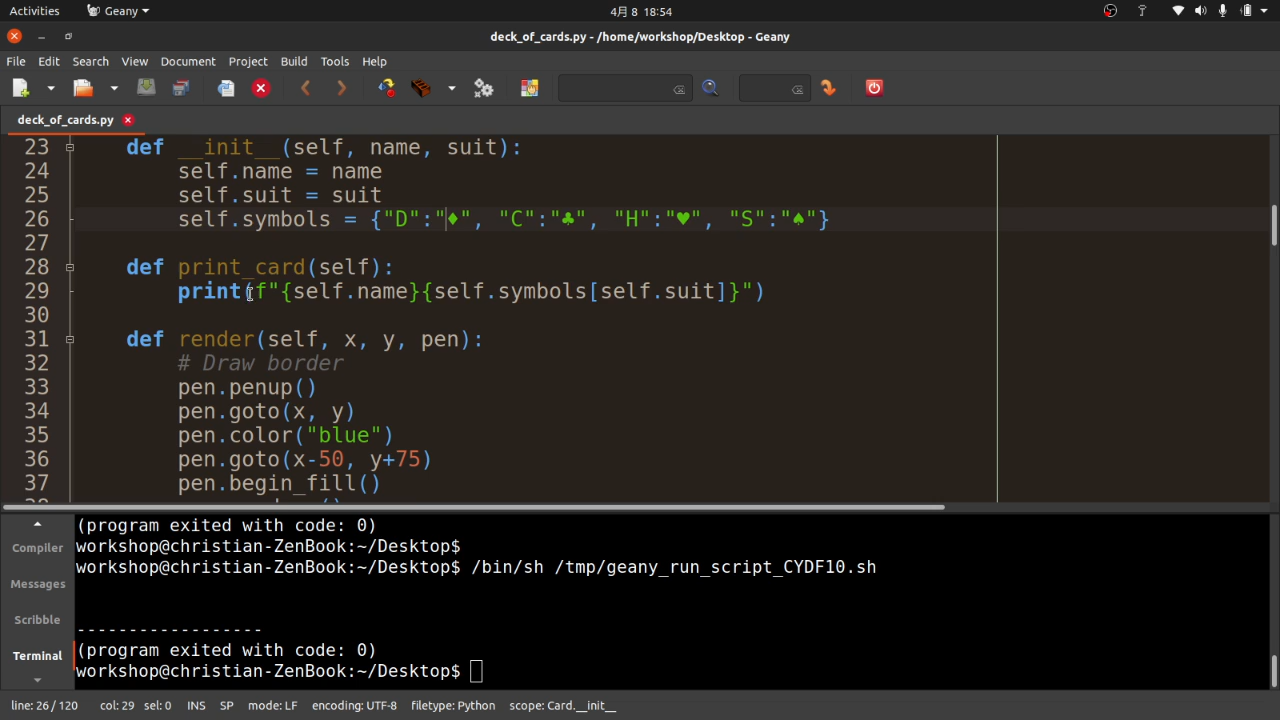 Activities Geany 4月 8 18:54
deck_of_cards.py - /home/workshop/Desktop - Geany
File Edit Search View Document Project Build Tools Help
deck_of_cards.py
23 def __init__(self, name, suit):
24 self.name = name
25 self.suit = suit
26 self.symbols = {"D":"♦", "C":"♣", "H":"♥", "S":"♠"}
27
28 def print_card(self):
29 print(f"{self.name}{self.symbols[self.suit]}")
30
31 def render(self, x, y, pen):
32 # Draw border
33 pen.penup()
34 pen.goto(x, y)
35 pen.color("blue")
36 pen.goto(x-50, y+75)
37 pen.begin_fill()
Compiler
Messages
Scribble
Terminal
(program exited with code: 0)
workshop@christian-ZenBook:~/Desktop$
workshop@christian-ZenBook:~/Desktop$ /bin/sh /tmp/geany_run_script_CYDF10.sh
------------------
(program exited with code: 0)
workshop@christian-ZenBook:~/Desktop$
line: 26 / 120 col: 29 sel: 0 INS SP mode: LF encoding: UTF-8 filetype: Python scope: Card.__init__